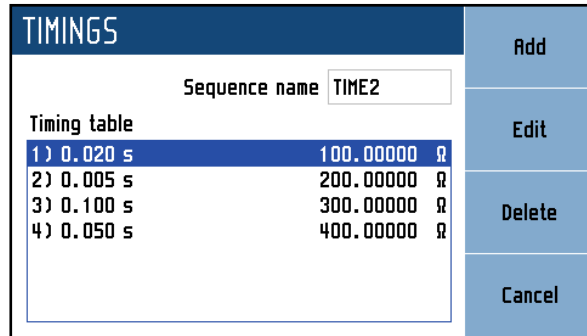 TIMINGS
Sequence name TIME2
Timing table
1) 0.020 s 100.00000 Ω
2) 0.005 s 200.00000 Ω
3) 0.100 s 300.00000 Ω
4) 0.050 s 400.00000 Ω
Add
Edit
Delete
Cancel